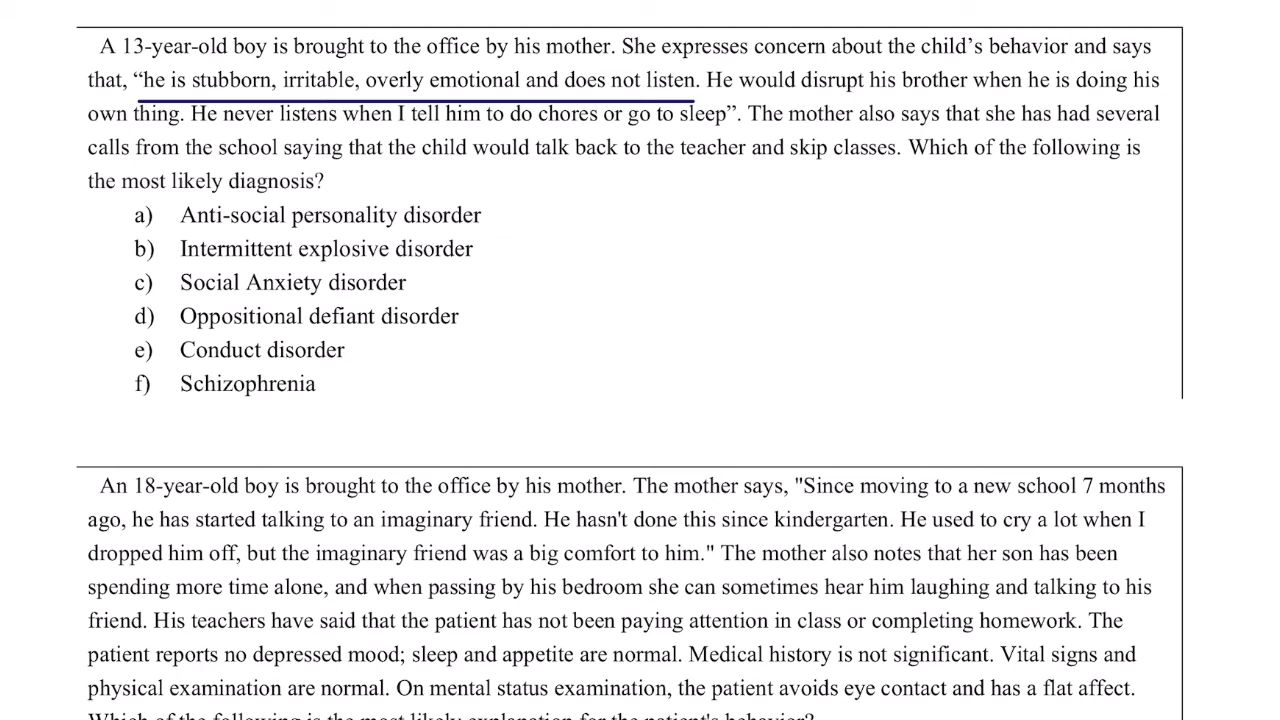 A 13-year-old boy is brought to the office by his mother. She expresses concern about the child’s behavior and says
that, “he is stubborn, irritable, overly emotional and does not listen. He would disrupt his brother when he is doing his
own thing. He never listens when I tell him to do chores or go to sleep”. The mother also says that she has had several
calls from the school saying that the child would talk back to the teacher and skip classes. Which of the following is
the most likely diagnosis?
a) Anti-social personality disorder
b) Intermittent explosive disorder
c) Social Anxiety disorder
d) Oppositional defiant disorder
e) Conduct disorder
f) Schizophrenia
An 18-year-old boy is brought to the office by his mother. The mother says, "Since moving to a new school 7 months
ago, he has started talking to an imaginary friend. He hasn't done this since kindergarten. He used to cry a lot when I
dropped him off, but the imaginary friend was a big comfort to him." The mother also notes that her son has been
spending more time alone, and when passing by his bedroom she can sometimes hear him laughing and talking to his
friend. His teachers have said that the patient has not been paying attention in class or completing homework. The
patient reports no depressed mood; sleep and appetite are normal. Medical history is not significant. Vital signs and
physical examination are normal. On mental status examination, the patient avoids eye contact and has a flat affect.
Which of the following is the most likely explanation for the patient's behavior?